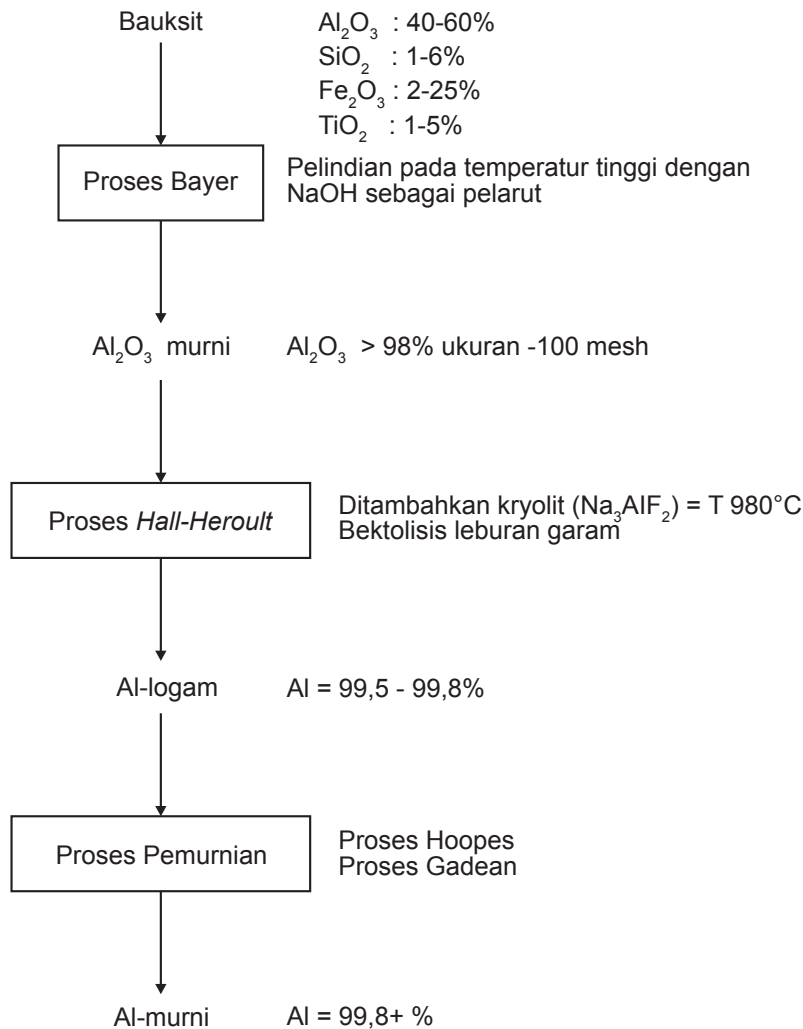 Bauksit
Al₂O₃ : 40-60%
SiO₂ : 1-6%
Fe₂O₃ : 2-25%
TiO₂ : 1-5%
Proses Bayer
Pelindian pada temperatur tinggi dengan
NaOH sebagai pelarut
Al₂O₃ murni
Al₂O₃ > 98% ukuran -100 mesh
Proses Hall-Heroult
Ditambahkan kryolit (Na₃AlF₂) = T 980°C
Bektolisis leburan garam
Al-logam
Al = 99,5 - 99,8%
Proses Pemurnian
Proses Hoopes
Proses Gadean
Al-murni
Al = 99,8+ %